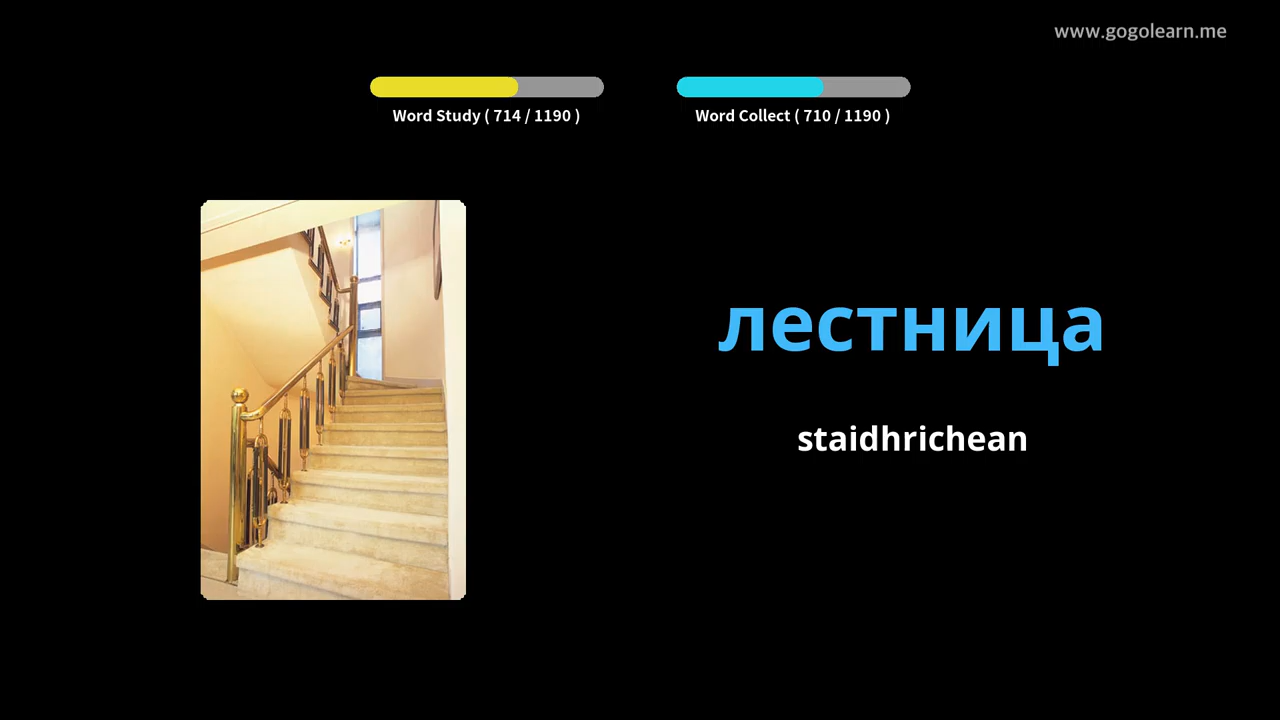 www.gogolearn.me
Word Study ( 714 / 1190 )
Word Collect ( 710 / 1190 )
лестница
staidhrichean